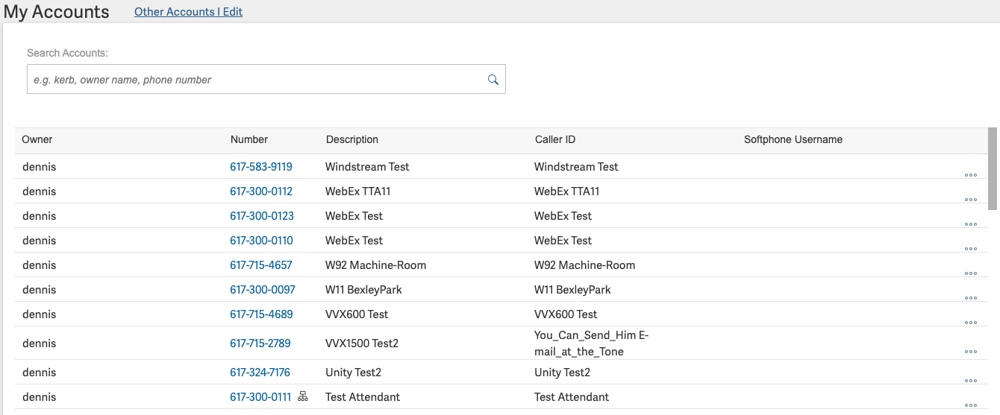 My Accounts Other Accounts | Edit
Search Accounts:
e.g. kerb, owner name, phone number
Owner Number Description Caller ID Softphone Username
dennis 617-583-9119 Windstream Test Windstream Test
dennis 617-300-0112 WebEx TTA11 WebEx TTA11
dennis 617-300-0123 WebEx Test WebEx Test
dennis 617-300-0110 WebEx Test WebEx Test
dennis 617-715-4657 W92 Machine-Room W92 Machine-Room
dennis 617-300-0097 W11 BexleyPark W11 BexleyPark
dennis 617-715-4689 VVX600 Test VVX600 Test
dennis 617-715-2789 VVX1500 Test2 You_Can_Send_Him E-
mail_at_the_Tone
dennis 617-324-7176 Unity Test2 Unity Test2
dennis 617-300-0111 Test Attendant Test Attendant